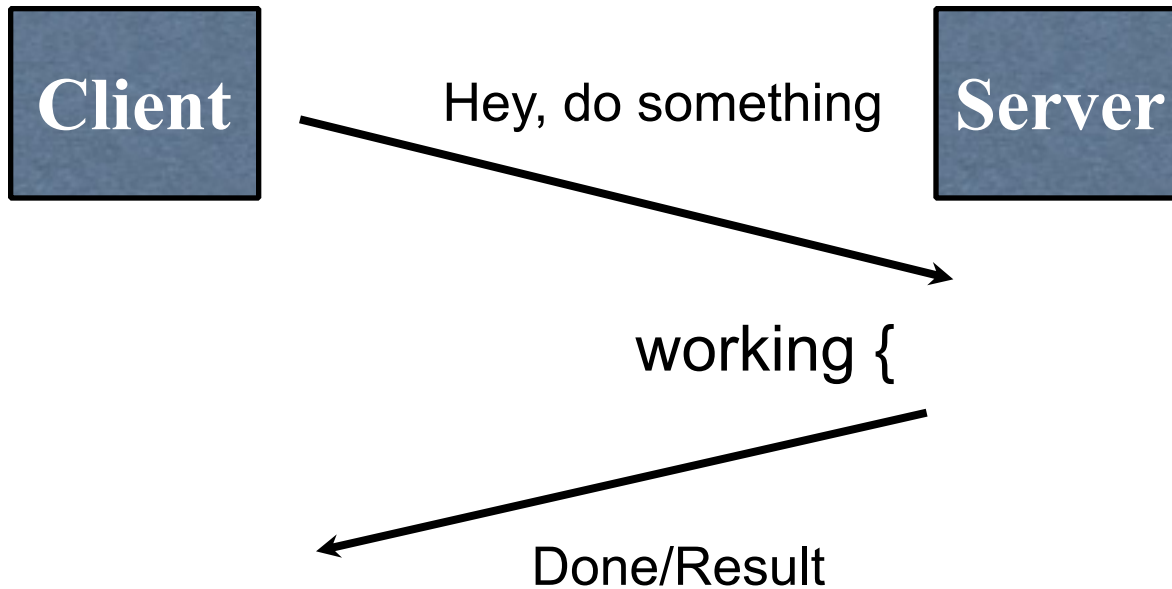 Client
Hey, do something
Server
working {
Done/Result